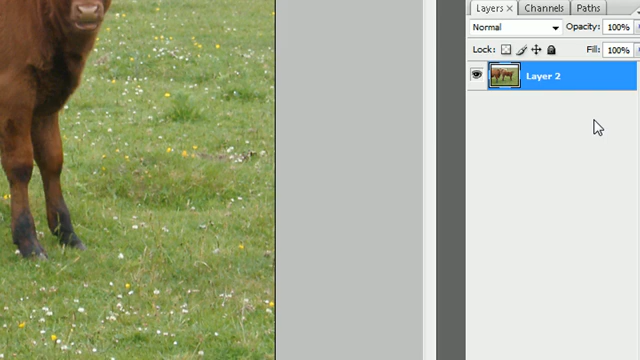 Layers × Channels Paths
Normal Opacity: 100%
Lock: Fill: 100%
Layer 2